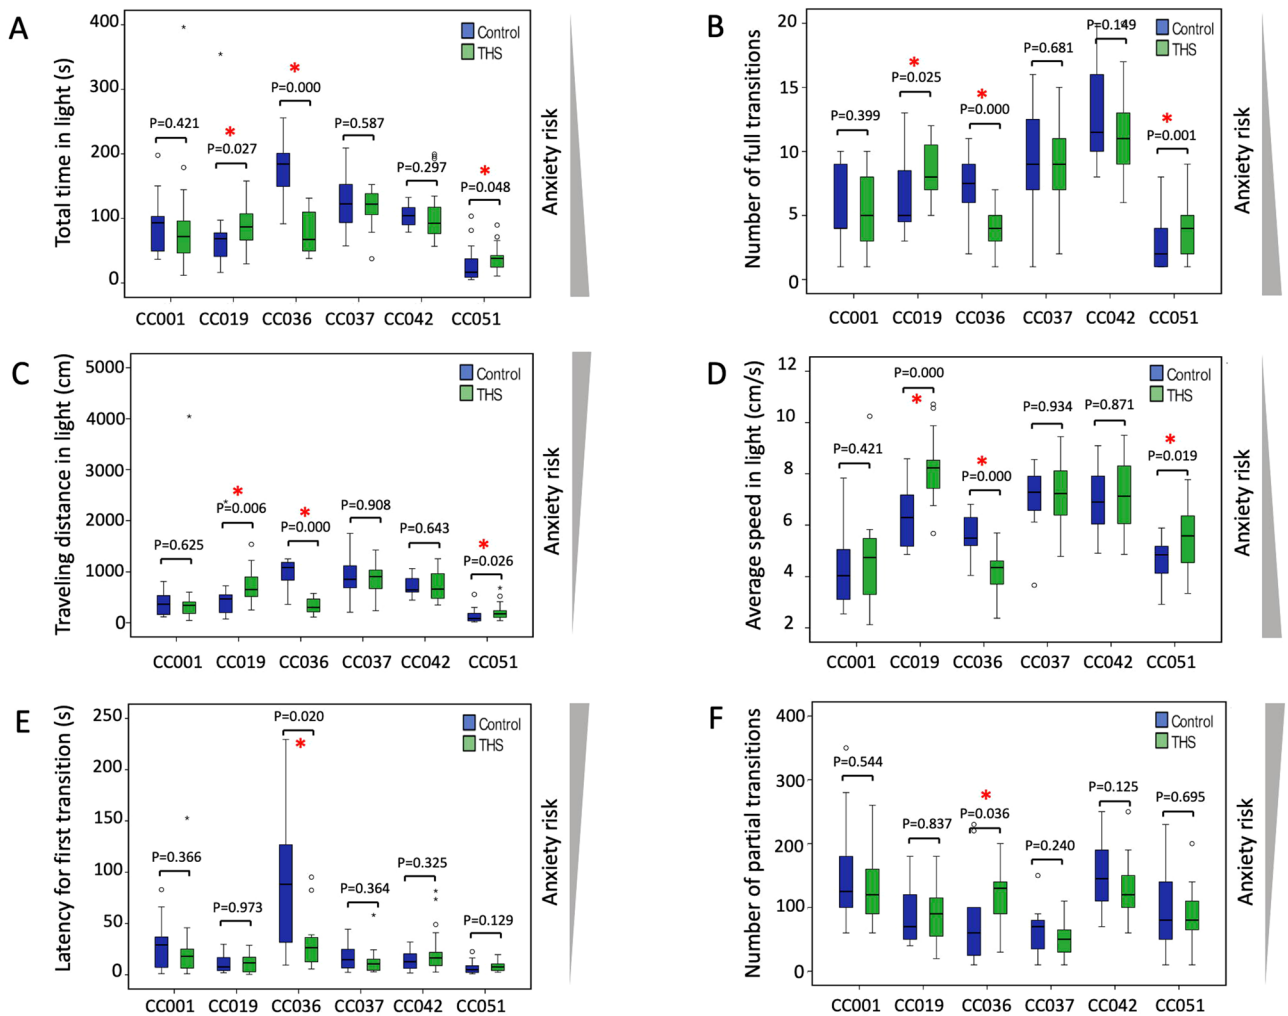 A
Total time in light (s)
400
300
200
100
0
Control
THS
P=0.421
P=0.027
*
P=0.000
*
P=0.587
P=0.297
P=0.048
*
CC001 CC019 CC036 CC037 CC042 CC051
Anxiety risk
B
Number of full transitions
20
15
10
5
0
Control
THS
P=0.399
P=0.025
*
P=0.000
*
P=0.681
P=0.149
P=0.001
*
CC001 CC019 CC036 CC037 CC042 CC051
Anxiety risk
C
Traveling distance in light (cm)
5000
4000
3000
2000
1000
0
Control
THS
P=0.625
P=0.006
*
P=0.000
*
P=0.908
P=0.643
P=0.026
*
CC001 CC019 CC036 CC037 CC042 CC051
Anxiety risk
D
Average speed in light (cm/s)
12
10
8
6
4
2
Control
THS
P=0.421
P=0.000
*
P=0.000
*
P=0.934
P=0.871
P=0.019
*
CC001 CC019 CC036 CC037 CC042 CC051
Anxiety risk
E
Latency for first transition (s)
250
200
150
100
50
0
Control
THS
P=0.366
P=0.973
P=0.020
*
P=0.364
P=0.325
P=0.129
CC001 CC019 CC036 CC037 CC042 CC051
Anxiety risk
F
Number of partial transitions
400
300
200
100
0
Control
THS
P=0.544
P=0.837
P=0.036
*
P=0.240
P=0.125
P=0.695
CC001 CC019 CC036 CC037 CC042 CC051
Anxiety risk